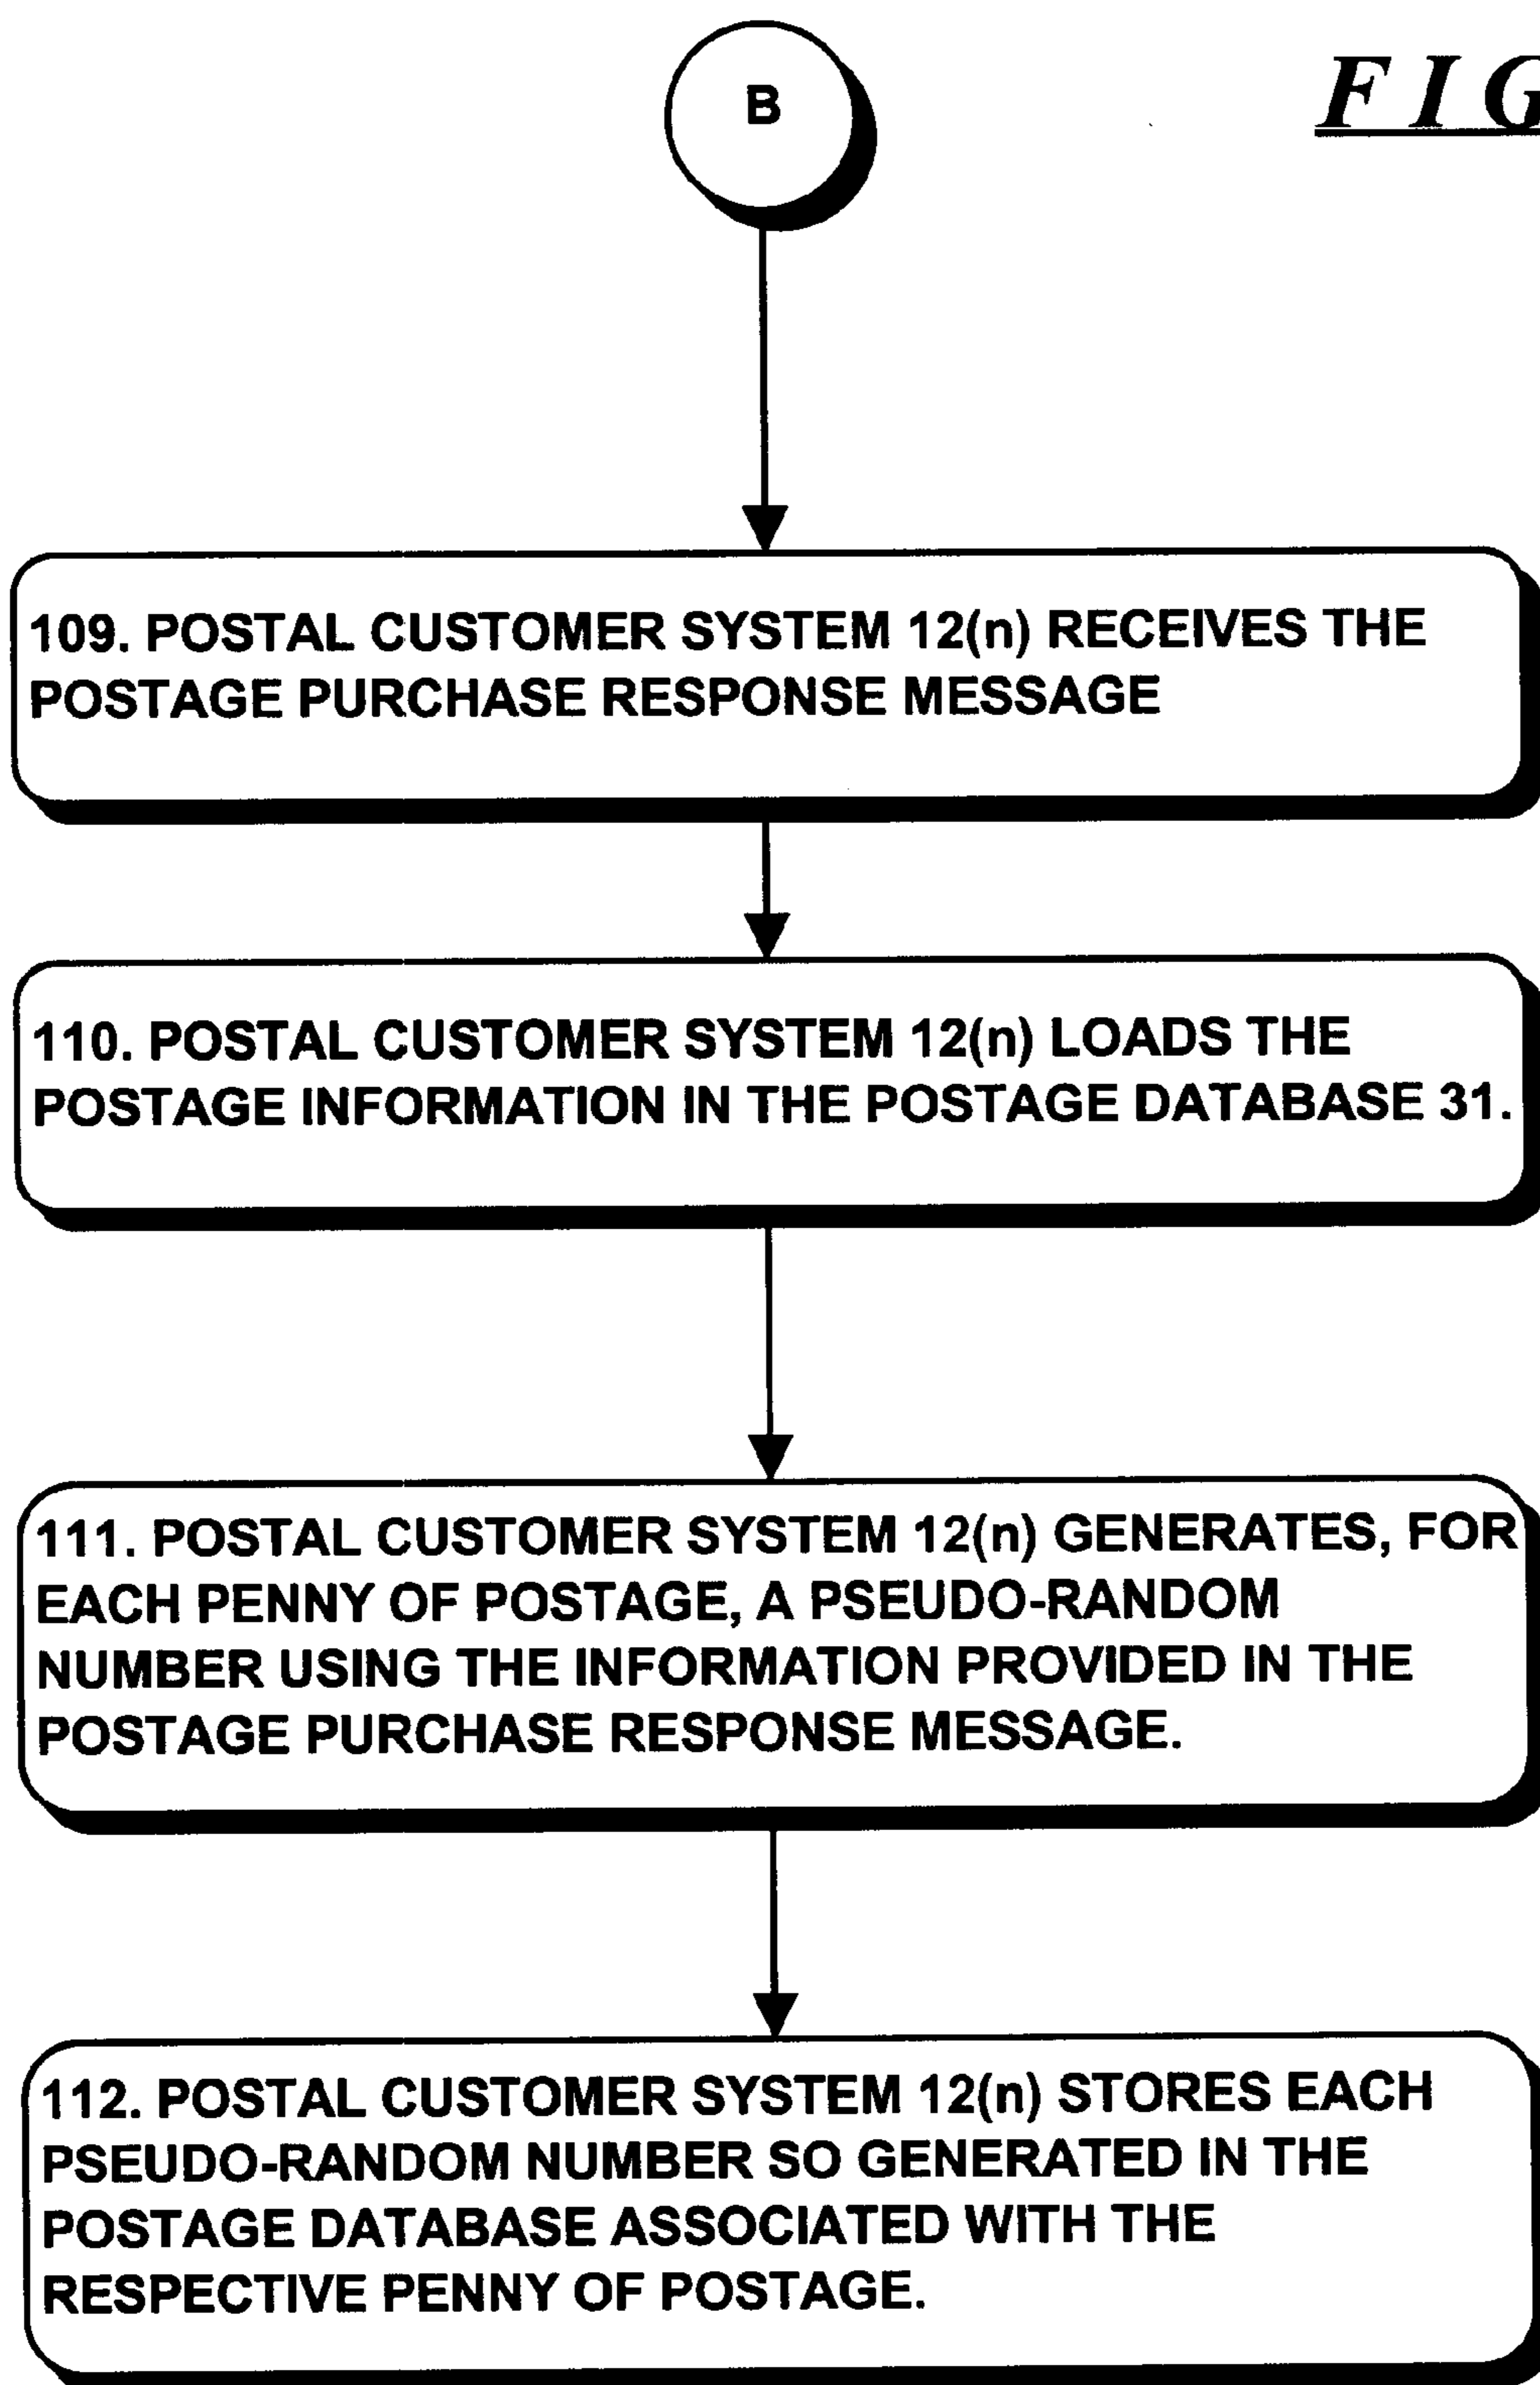 B
FIG
109. POSTAL CUSTOMER SYSTEM 12(n) RECEIVES THE
POSTAGE PURCHASE RESPONSE MESSAGE
110. POSTAL CUSTOMER SYSTEM 12(n) LOADS THE
POSTAGE INFORMATION IN THE POSTAGE DATABASE 31.
111. POSTAL CUSTOMER SYSTEM 12(n) GENERATES, FOR
EACH PENNY OF POSTAGE, A PSEUDO-RANDOM
NUMBER USING THE INFORMATION PROVIDED IN THE
POSTAGE PURCHASE RESPONSE MESSAGE.
112. POSTAL CUSTOMER SYSTEM 12(n) STORES EACH
PSEUDO-RANDOM NUMBER SO GENERATED IN THE
POSTAGE DATABASE ASSOCIATED WITH THE
RESPECTIVE PENNY OF POSTAGE.